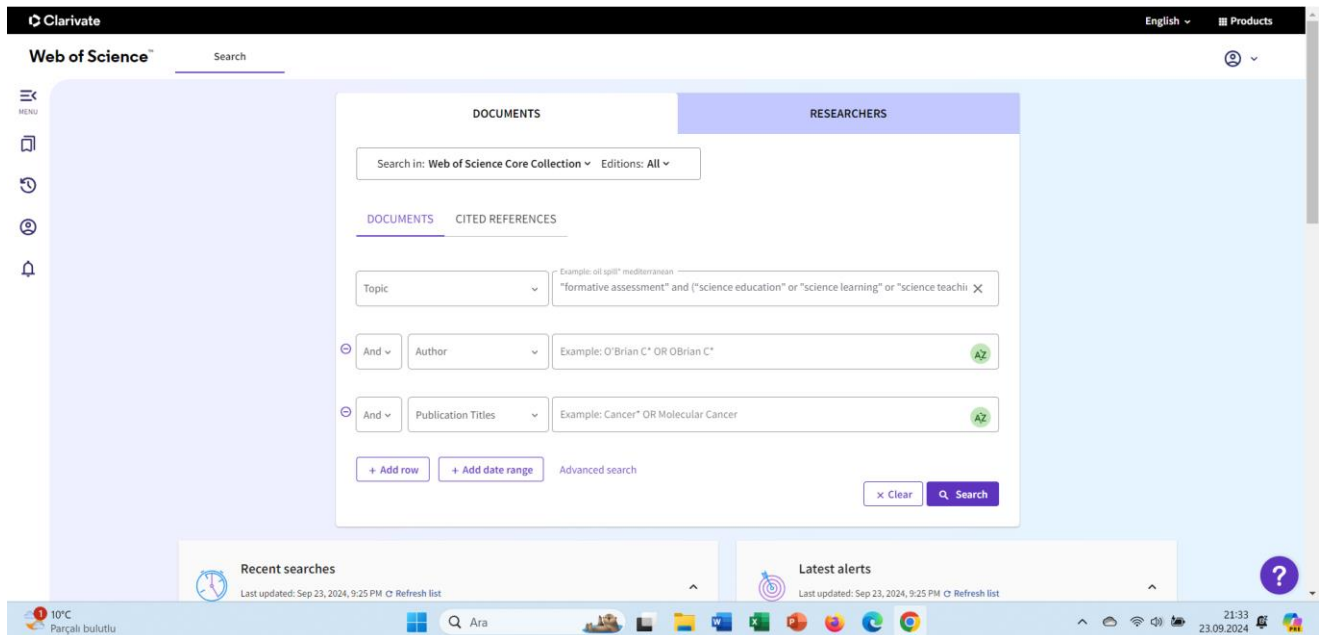 Clarivate English Products
Web of Science™ Search
MENU
DOCUMENTS RESEARCHERS
Search in: Web of Science Core Collection Editions: All
DOCUMENTS CITED REFERENCES
Example: oil spill* mediterranean
Topic "formative assessment" and ("science education" or "science learning" or "science teachin
And Author Example: O'Brian C* OR OBrian C*
And Publication Titles Example: Cancer* OR Molecular Cancer
+ Add row + Add date range Advanced search
× Clear Search
Recent searches Latest alerts
Last updated: Sep 23, 2024, 9:25 PM Refresh list Last updated: Sep 23, 2024, 9:25 PM Refresh list
?
1 10°C 21:33
Parçalı bulutlu Ara 23.09.2024